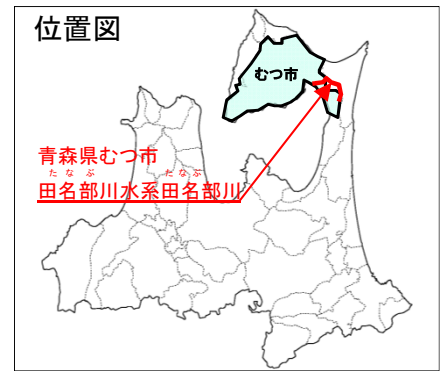 位置図
むつ市
青森県むつ市
たなぶ たなぶ
田名部川水系田名部川